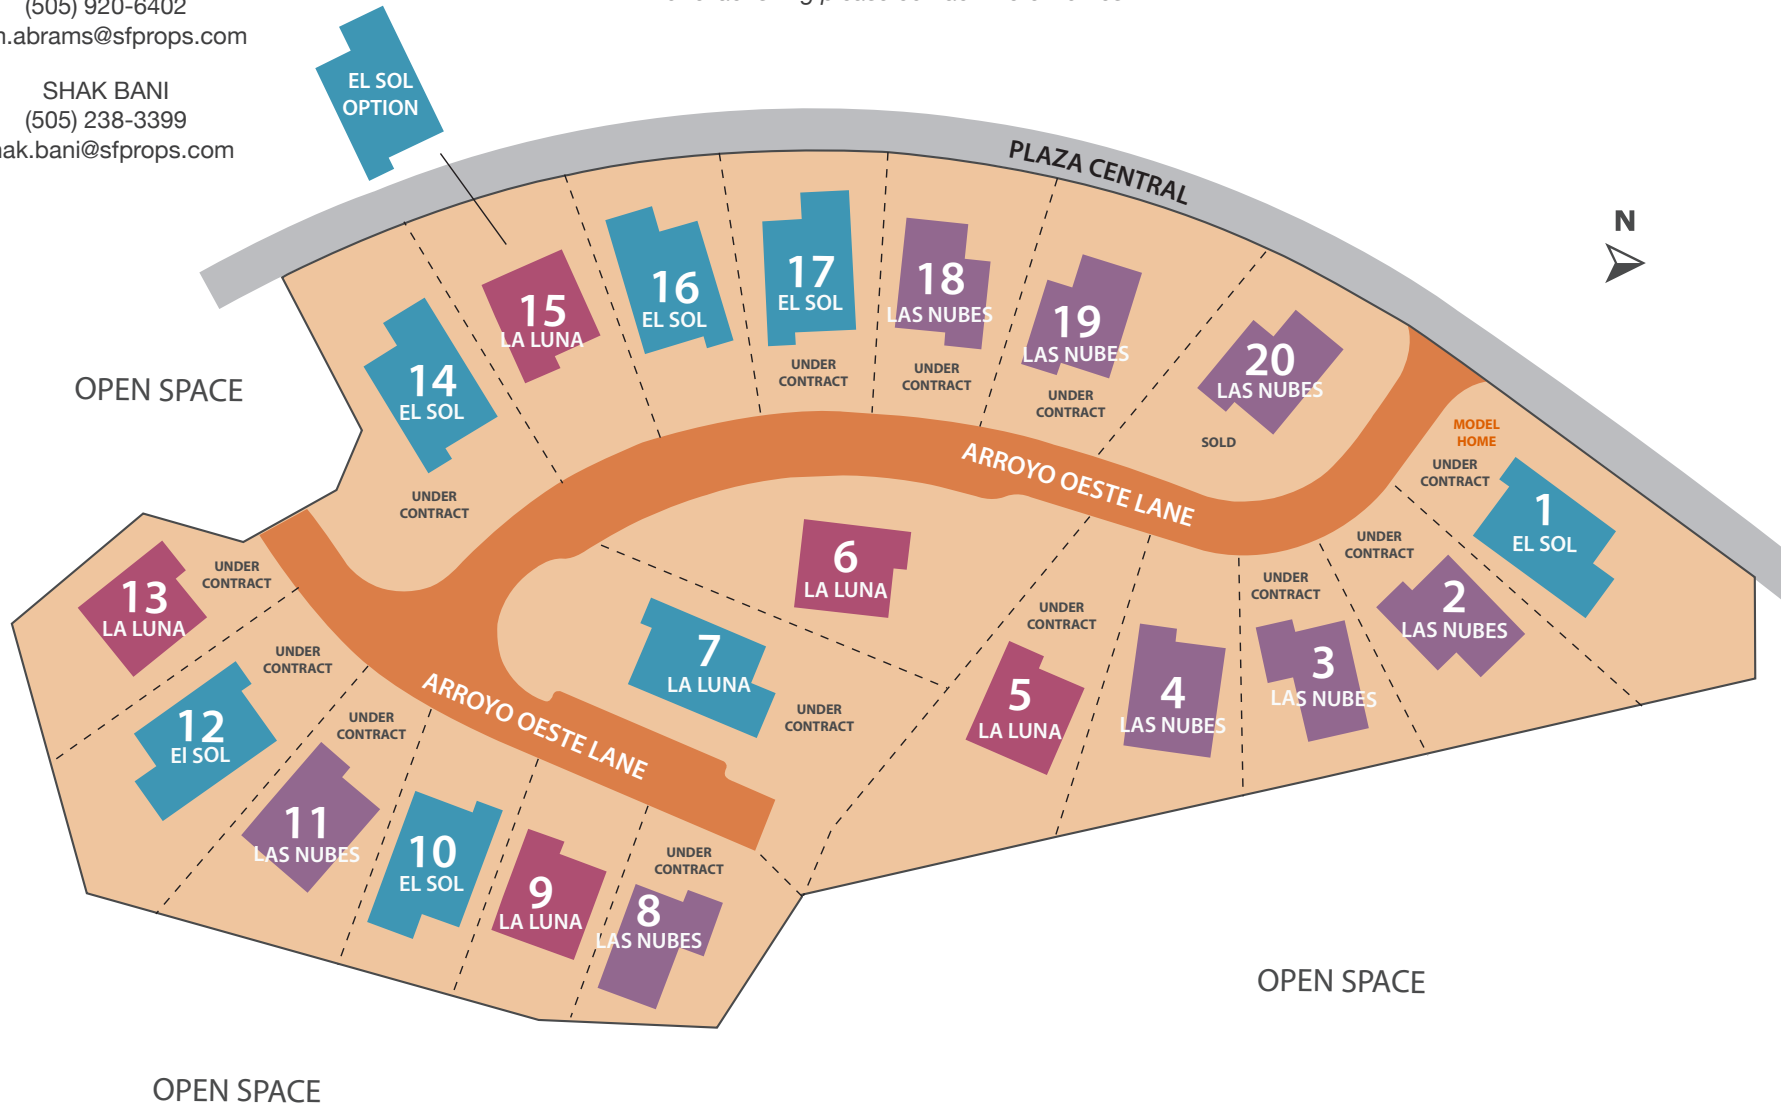 (505) 920-6402
.abrams@sfprops.com
SHAK BANI
(505) 238-3399
ak.bani@sfprops.com
EL SOL
OPTION
PLAZA CENTRAL
N
OPEN SPACE
14
EL SOL
UNDER
CONTRACT
15
LA LUNA
16
EL SOL
17
EL SOL
UNDER
CONTRACT
18
LAS NUBES
UNDER
CONTRACT
19
LAS NUBES
UNDER
CONTRACT
20
LAS NUBES
SOLD
MODEL
HOME
UNDER
CONTRACT
1
EL SOL
ARROYO OESTE LANE
13
LA LUNA
UNDER
CONTRACT
12
El SOL
UNDER
CONTRACT
11
LAS NUBES
UNDER
CONTRACT
10
EL SOL
9
LA LUNA
8
LAS NUBES
UNDER
CONTRACT
ARROYO OESTE LANE
7
LA LUNA
UNDER
CONTRACT
6
LA LUNA
5
LA LUNA
UNDER
CONTRACT
4
LAS NUBES
3
LAS NUBES
UNDER
CONTRACT
2
LAS NUBES
UNDER
CONTRACT
OPEN SPACE
OPEN SPACE